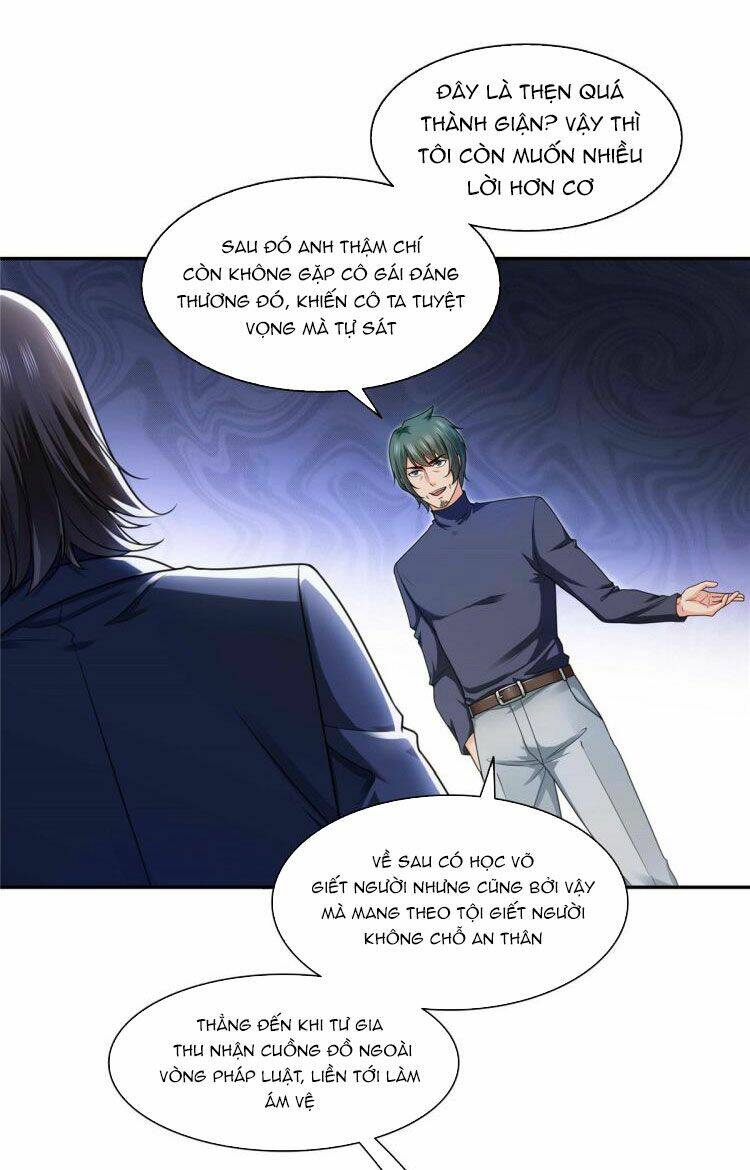 ĐÂY LÀ THẸN QUÁ
THÀNH GIẬN? VẬY THÌ
TÔI CÒN MUỐN NHIỀU
LỜI HƠN CƠ
SAU ĐÓ ANH THẬM CHÍ
CÒN KHÔNG GẶP CÔ GÁI ĐÁNG
THƯƠNG ĐÓ, KHIẾN CÔ TA TUYỆT
VỌNG MÀ TỰ SÁT
VỀ SAU CÓ HỌC VÕ
GIẾT NGƯỜI NHƯNG CŨNG BỞI VẬY
MÀ MANG THEO TỘI GIẾT NGƯỜI
KHÔNG CHỖ AN THÂN
THẲNG ĐẾN KHI TƯ GIA
THU NHẬN CUỒNG ĐỒ NGOÀI
VÒNG PHÁP LUẬT, LIỀN TỚI LÀM
ÁM VỆ